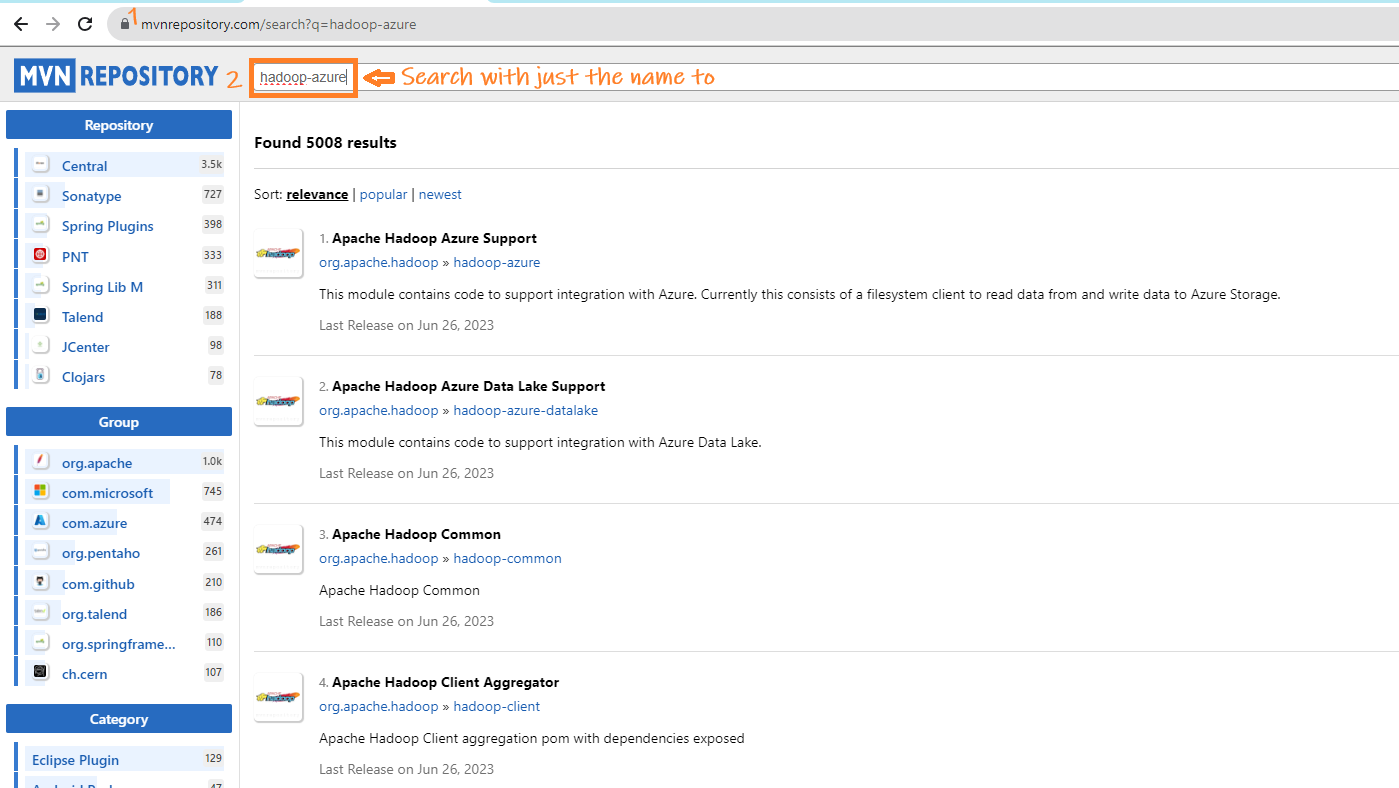 1
mvnrepository.com/search?q=hadoop-azure
MVN REPOSITORY
2
hadoop-azure
Search with just the name to
Repository
Central 3.5k
Sonatype 727
Spring Plugins 398
PNT 333
Spring Lib M 311
Talend 188
JCenter 98
Clojars 78
Group
org.apache 1.0k
com.microsoft 745
com.azure 474
org.pentaho 261
com.github 210
org.talend 186
org.springframe... 110
ch.cern 107
Category
Eclipse Plugin 129
47
Found 5008 results
Sort: relevance | popular | newest
1. Apache Hadoop Azure Support
org.apache.hadoop » hadoop-azure
This module contains code to support integration with Azure. Currently this consists of a filesystem client to read data from and write data to Azure Storage.
Last Release on Jun 26, 2023
2. Apache Hadoop Azure Data Lake Support
org.apache.hadoop » hadoop-azure-datalake
This module contains code to support integration with Azure Data Lake.
Last Release on Jun 26, 2023
3. Apache Hadoop Common
org.apache.hadoop » hadoop-common
Apache Hadoop Common
Last Release on Jun 26, 2023
4. Apache Hadoop Client Aggregator
org.apache.hadoop » hadoop-client
Apache Hadoop Client aggregation pom with dependencies exposed
Last Release on Jun 26, 2023